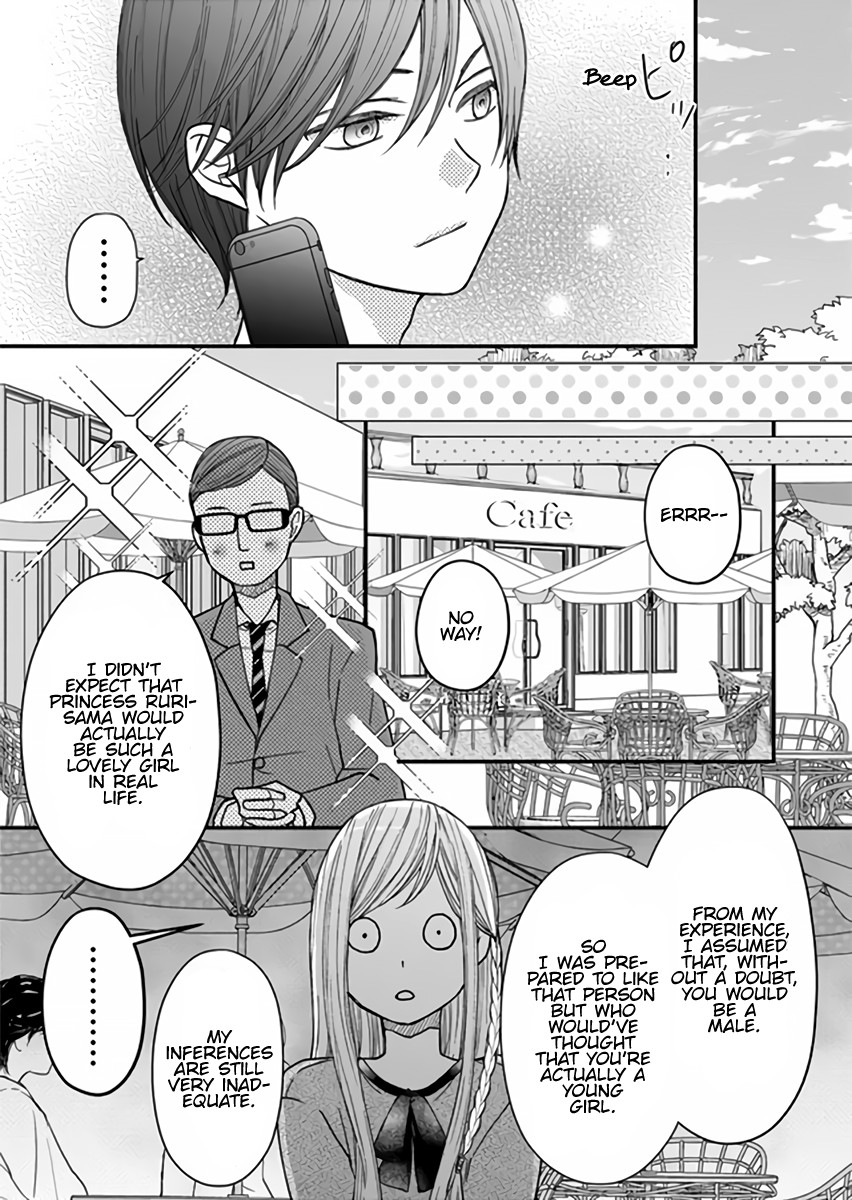 ピッ
Beep
・・・・・・
ERRR--
Cafe
NO
WAY!
I DIDN'T
EXPECT THAT
PRINCESS RURI-
SAMA WOULD
ACTUALLY
BE SUCH A
LOVELY GIRL
IN REAL
LIFE.
FROM MY
EXPERIENCE,
I ASSUMED
THAT, WITH-
OUT A DOUBT,
YOU WOULD
BE A
MALE.
SO
I WAS PRE-
PARED TO LIKE
THAT PERSON
BUT WHO
WOULD'VE
THOUGHT
THAT YOU'RE
ACTUALLY A
YOUNG
GIRL.
MY
INFERENCES
ARE STILL
VERY INAD-
EQUATE.
・・・・・・・・